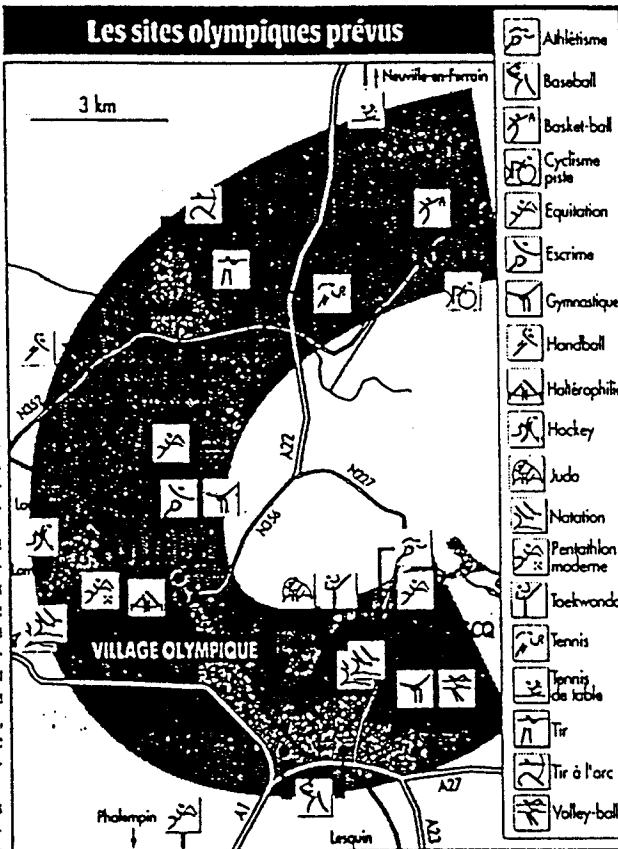 Les sites olympiques prévus
3 km
Neuville-en-Ferrain
N352
A22
N227
N356
VILLAGE OLYMPIQUE
A1
A27
A23
Phalempin
Lesquin
Athlétisme
Baseball
Basket-ball
Cyclisme
piste
Equitation
Escrime
Gymnastique
Handball
Haltérophilie
Hockey
Judo
Natation
Pentathlon
moderne
Taekwondo
Tennis
Tennis
de table
Tir
Tir à l'arc
Volley-ball